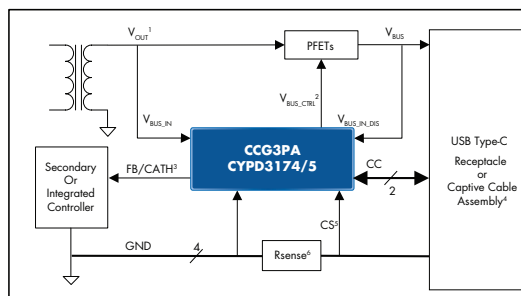 VOUT1
PFETs
VBUS
VBUS_CTRL2
VBUS_IN
VBUS_IN_DIS
CCG3PA
CYPD3174/5
USB Type-C
Receptacle
or
Captive Cable
Assembly4
Secondary
Or
Integrated
Controller
FB/CATH3
CC
2
CS5
GND
4
Rsense6